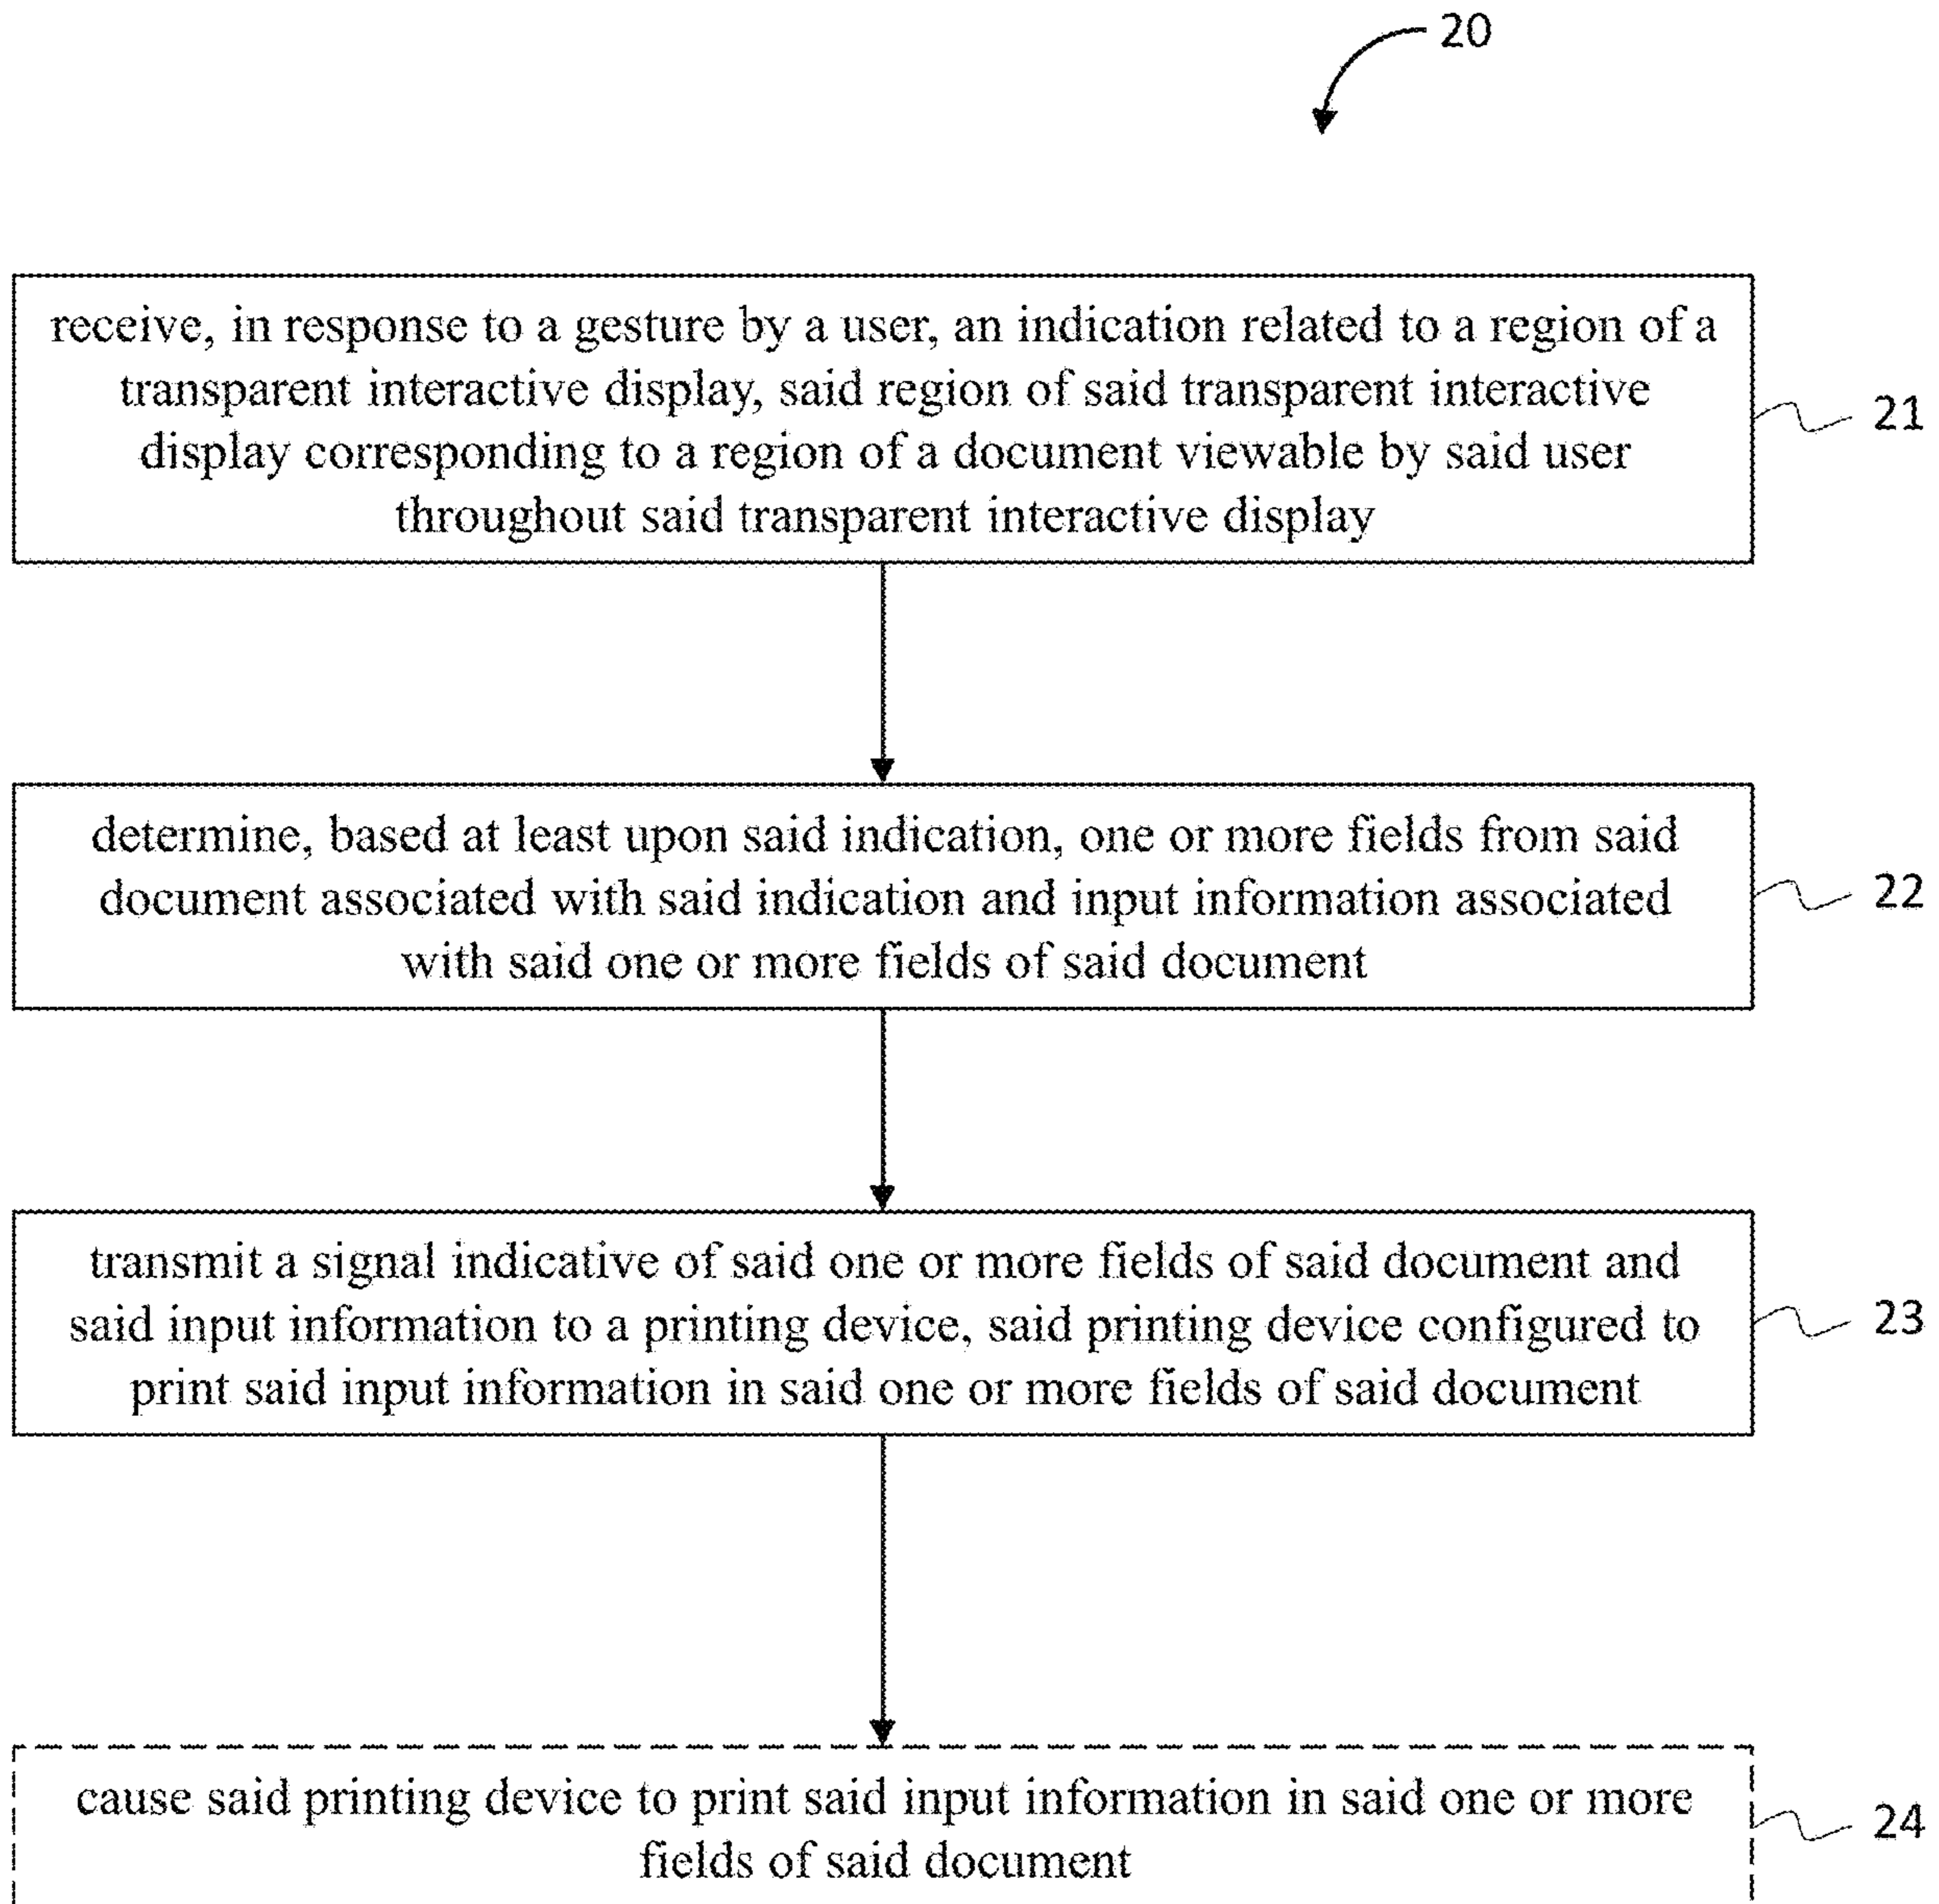 20
receive, in response to a gesture by a user, an indication related to a region of a
transparent interactive display, said region of said transparent interactive
display corresponding to a region of a document viewable by said user
throughout said transparent interactive display
21
determine, based at least upon said indication, one or more fields from said
document associated with said indication and input information associated
with said one or more fields of said document
22
transmit a signal indicative of said one or more fields of said document and
said input information to a printing device, said printing device configured to
print said input information in said one or more fields of said document
23
cause said printing device to print said input information in said one or more
fields of said document
24